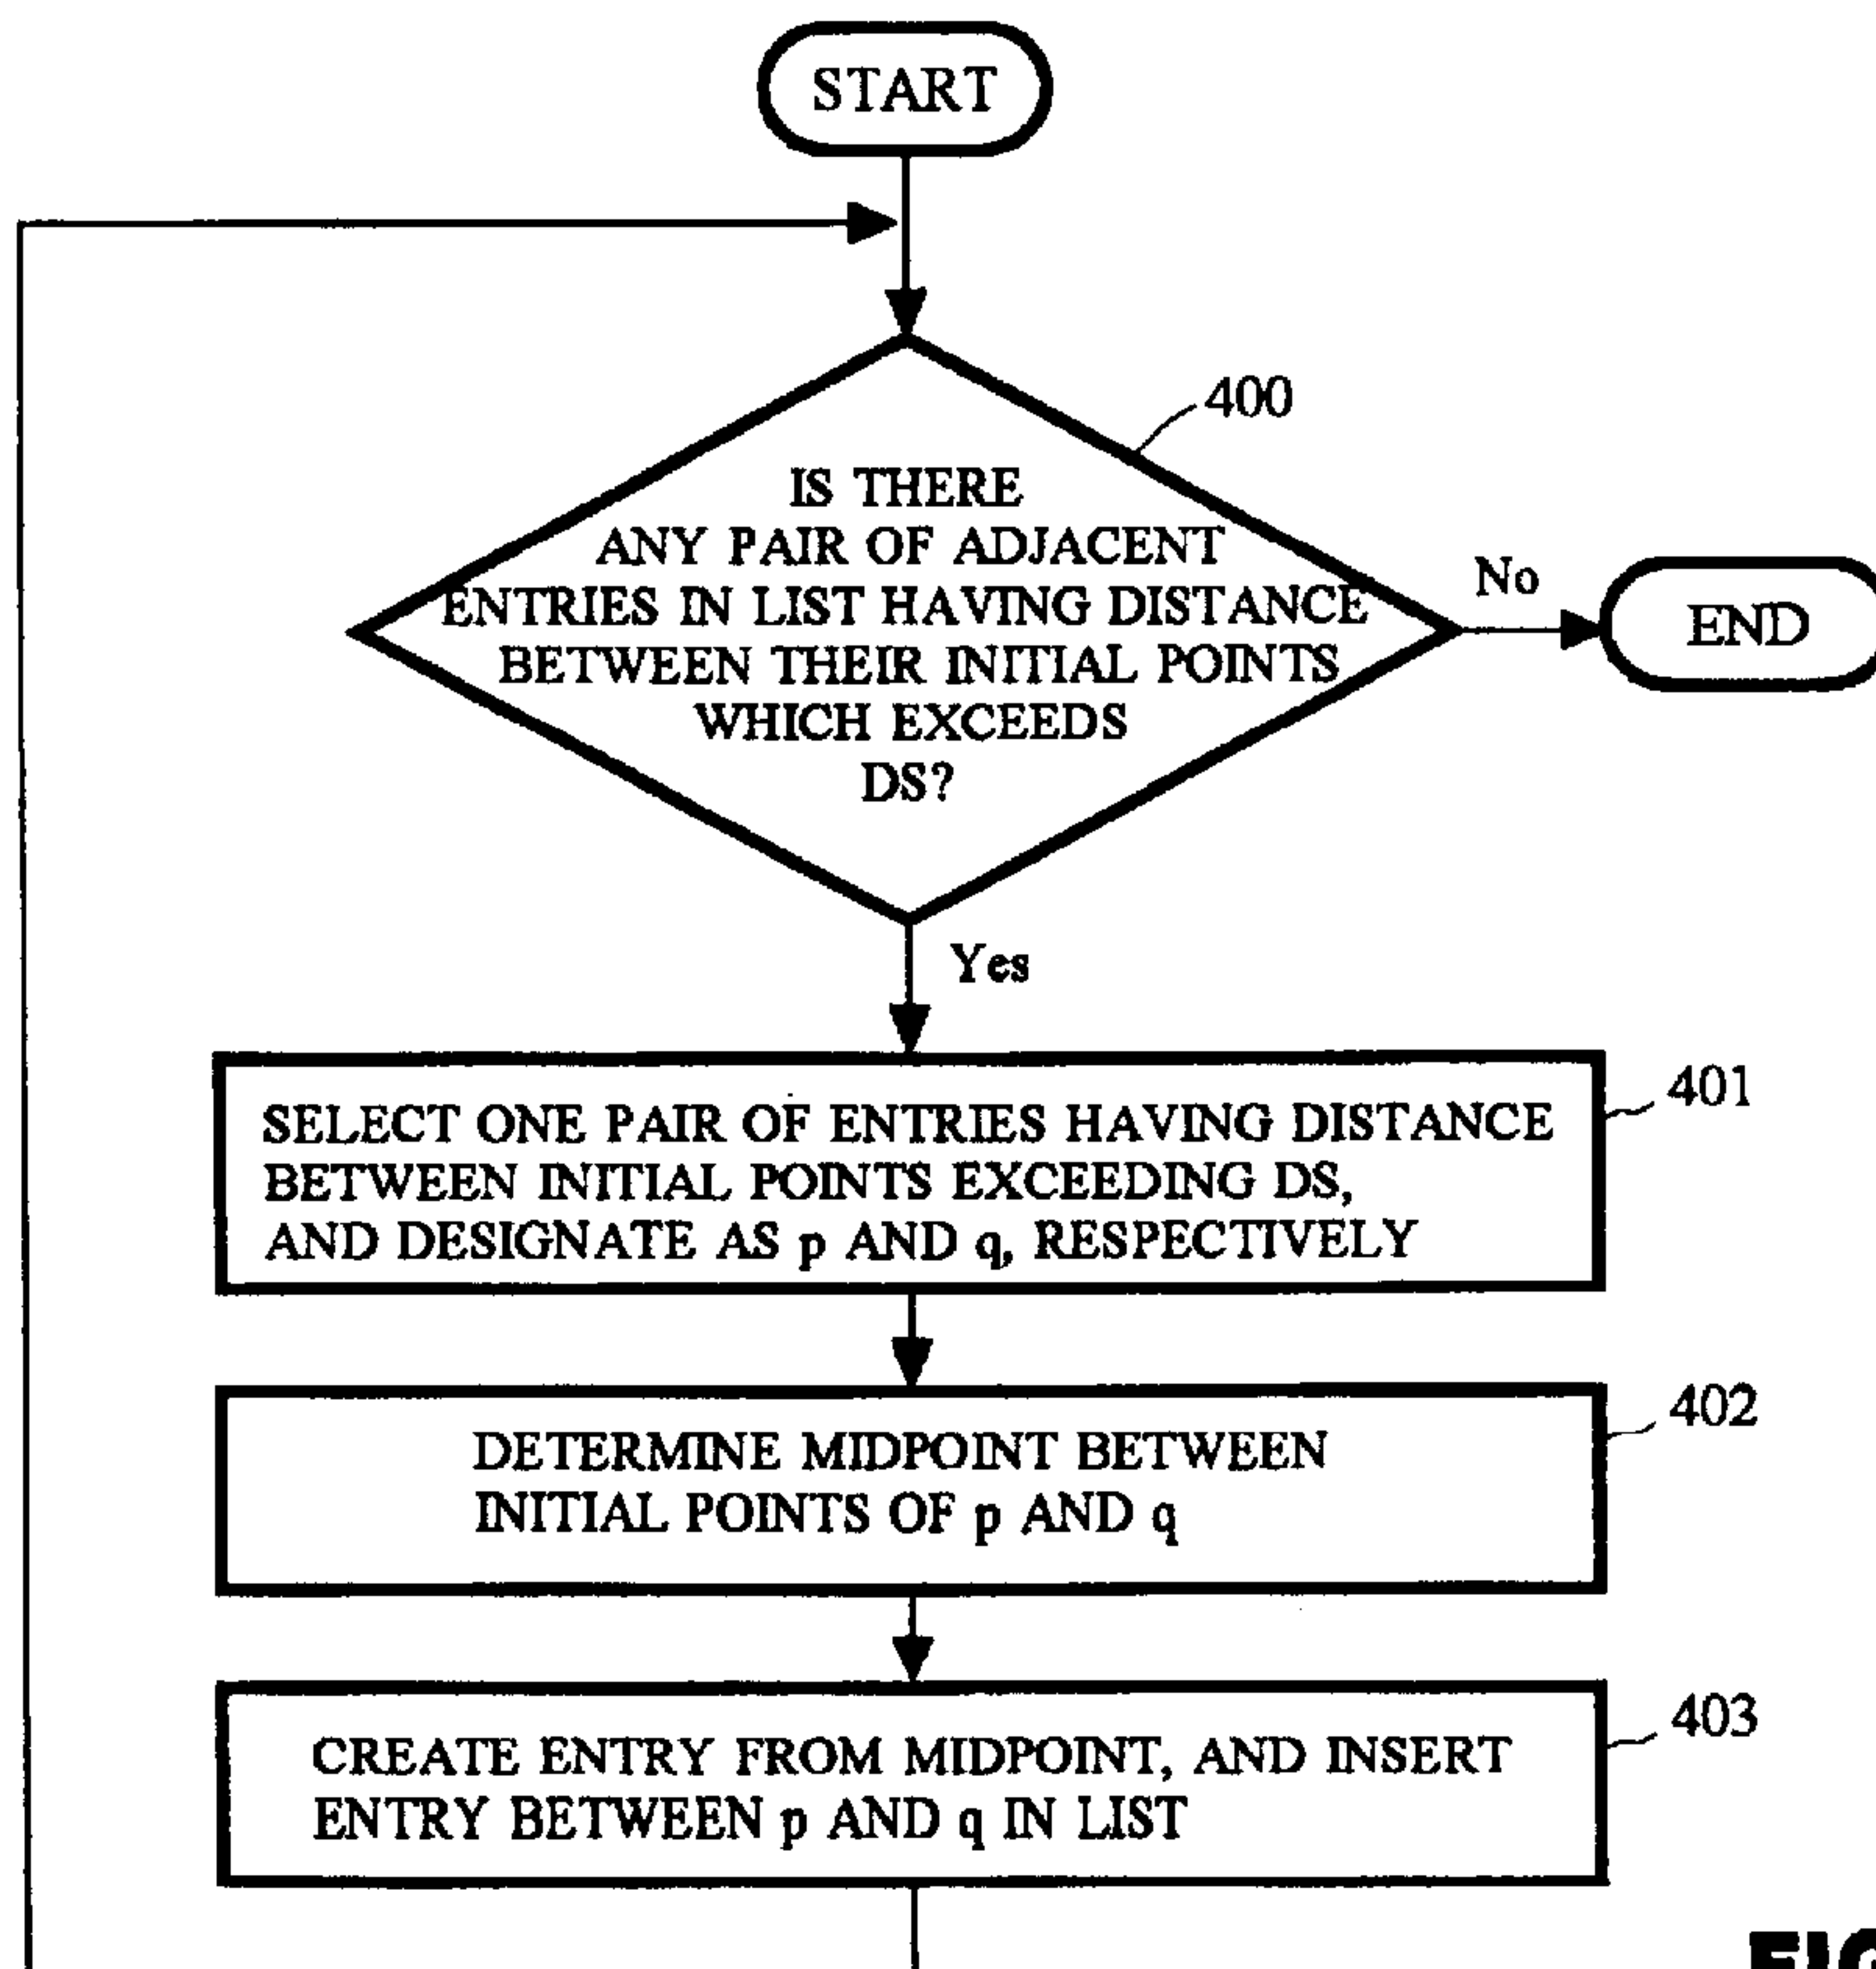 START
400
IS THERE
ANY PAIR OF ADJACENT
ENTRIES IN LIST HAVING DISTANCE
BETWEEN THEIR INITIAL POINTS
WHICH EXCEEDS
DS?
No
END
Yes
401
SELECT ONE PAIR OF ENTRIES HAVING DISTANCE
BETWEEN INITIAL POINTS EXCEEDING DS,
AND DESIGNATE AS p AND q, RESPECTIVELY
402
DETERMINE MIDPOINT BETWEEN
INITIAL POINTS OF p AND q
403
CREATE ENTRY FROM MIDPOINT, AND INSERT
ENTRY BETWEEN p AND q IN LIST